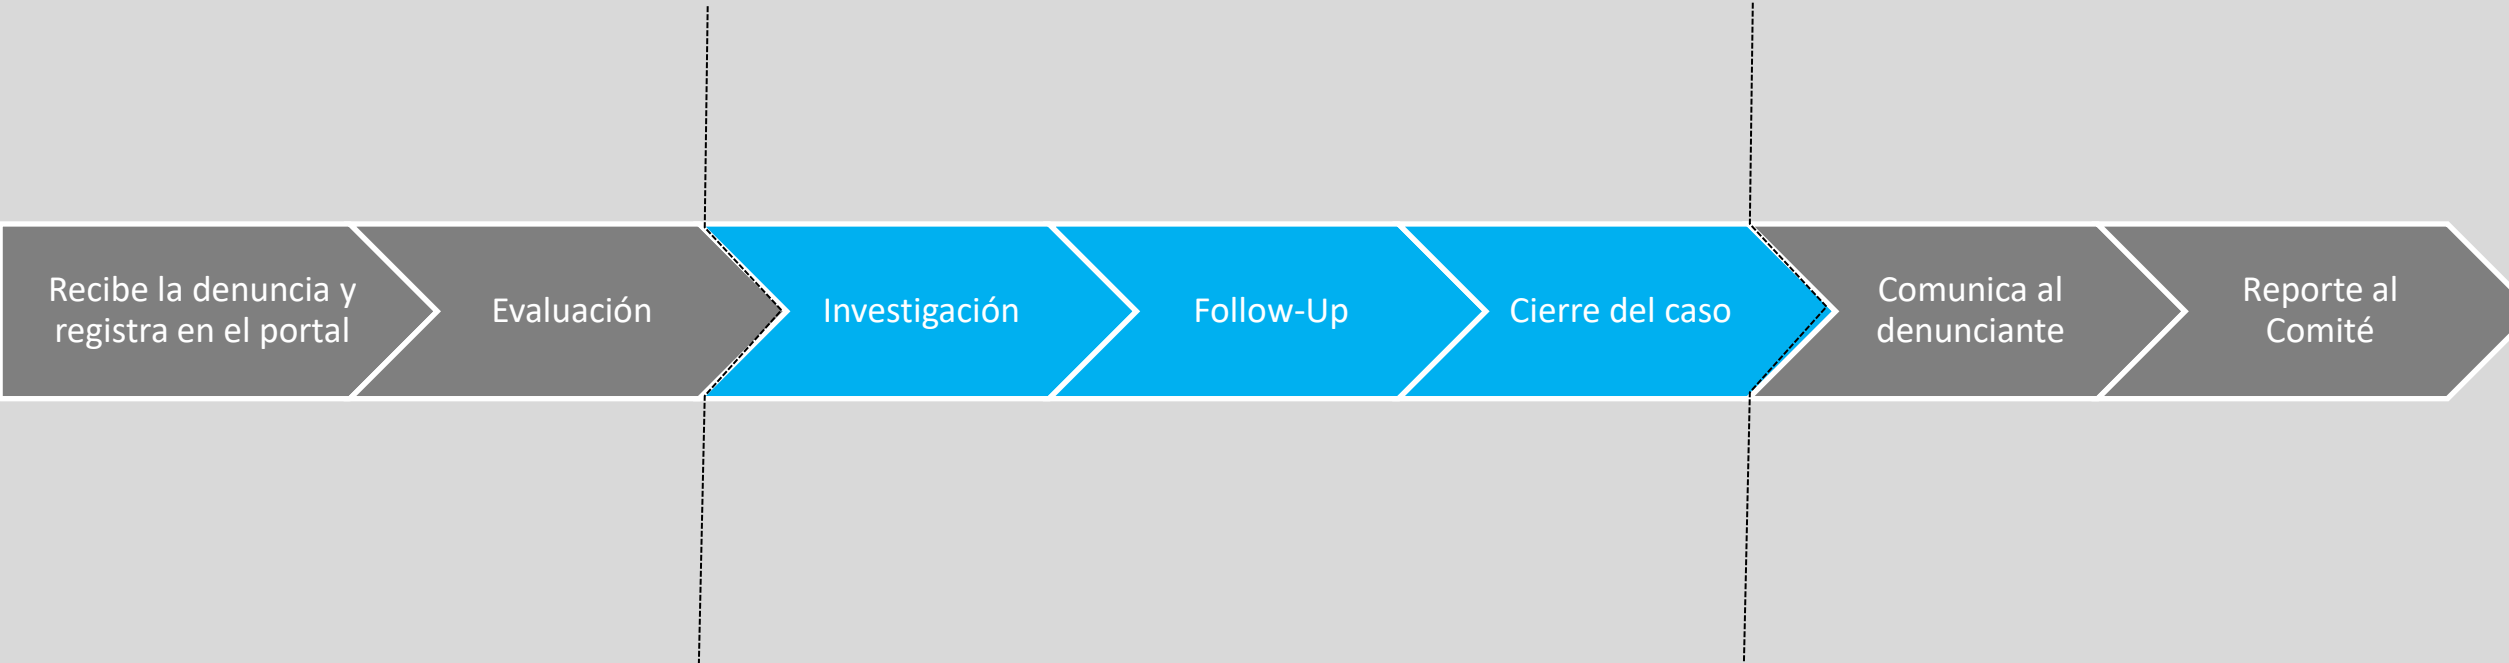 Recibe la denuncia y
registra en el portal
Evaluación
Investigación
Follow-Up
Cierre del caso
Comunica al
denunciante
Reporte al
Comité